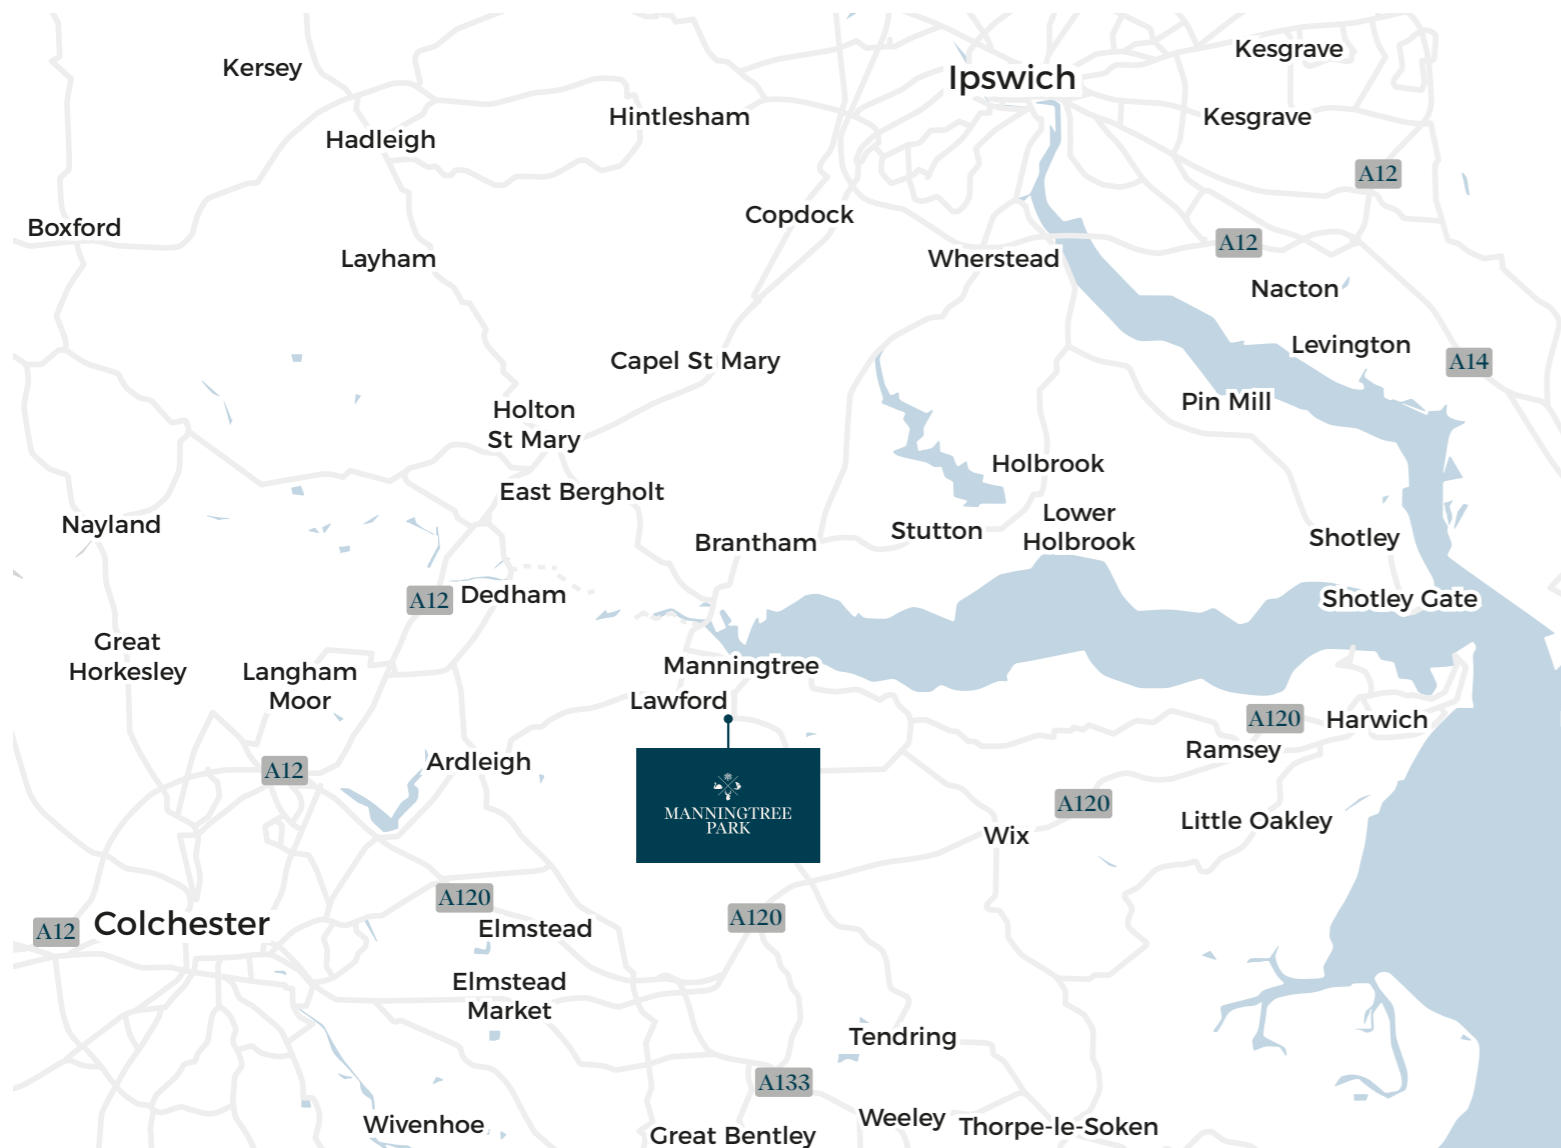 Kesgrave
Kersey
Ipswich
Hintlesham
Kesgrave
Hadleigh
A12
Copdock
Boxford
A12
Layham
Wherstead
Nacton
Levington
Capel St Mary
A14
Pin Mill
Holton
St Mary
Holbrook
East Bergholt
Lower
Holbrook
Nayland
Stutton
Shotley
Brantham
A12
Dedham
Shotley Gate
Great
Horkesley
Langham
Moor
Manningtree
Lawford
A120
Harwich
Ramsey
Ardleigh
A12
MANNINGTREE
PARK
A120
Little Oakley
Wix
A120
A120
A12
Colchester
Elmstead
Elmstead
Market
Tendring
A133
Wivenhoe
Weeley
Thorpe-le-Soken
Great Bentley